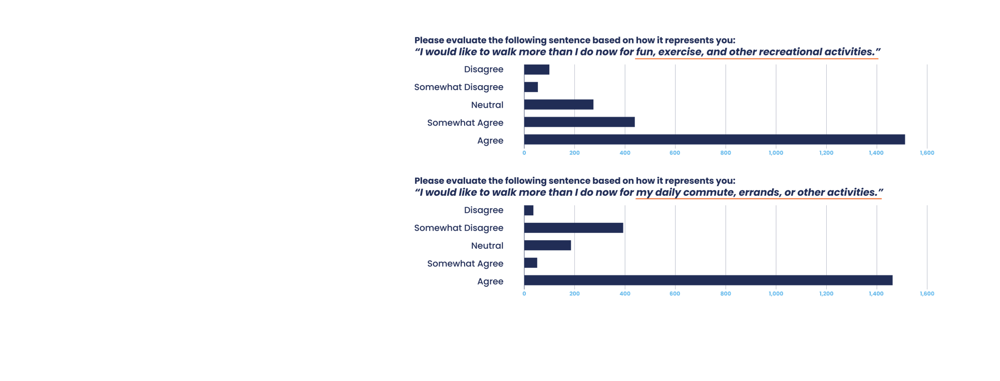 Please evaluate the following sentence based on how it represents you:
“I would like to walk more than I do now for fun, exercise, and other recreational activities.”
Disagree
Somewhat Disagree
Neutral
Somewhat Agree
Agree
0 200 400 600 800 1,000 1,200 1,400 1,600
Please evaluate the following sentence based on how it represents you:
“I would like to walk more than I do now for my daily commute, errands, or other activities.”
Disagree
Somewhat Disagree
Neutral
Somewhat Agree
Agree
0 200 400 600 800 1,000 1,200 1,400 1,600